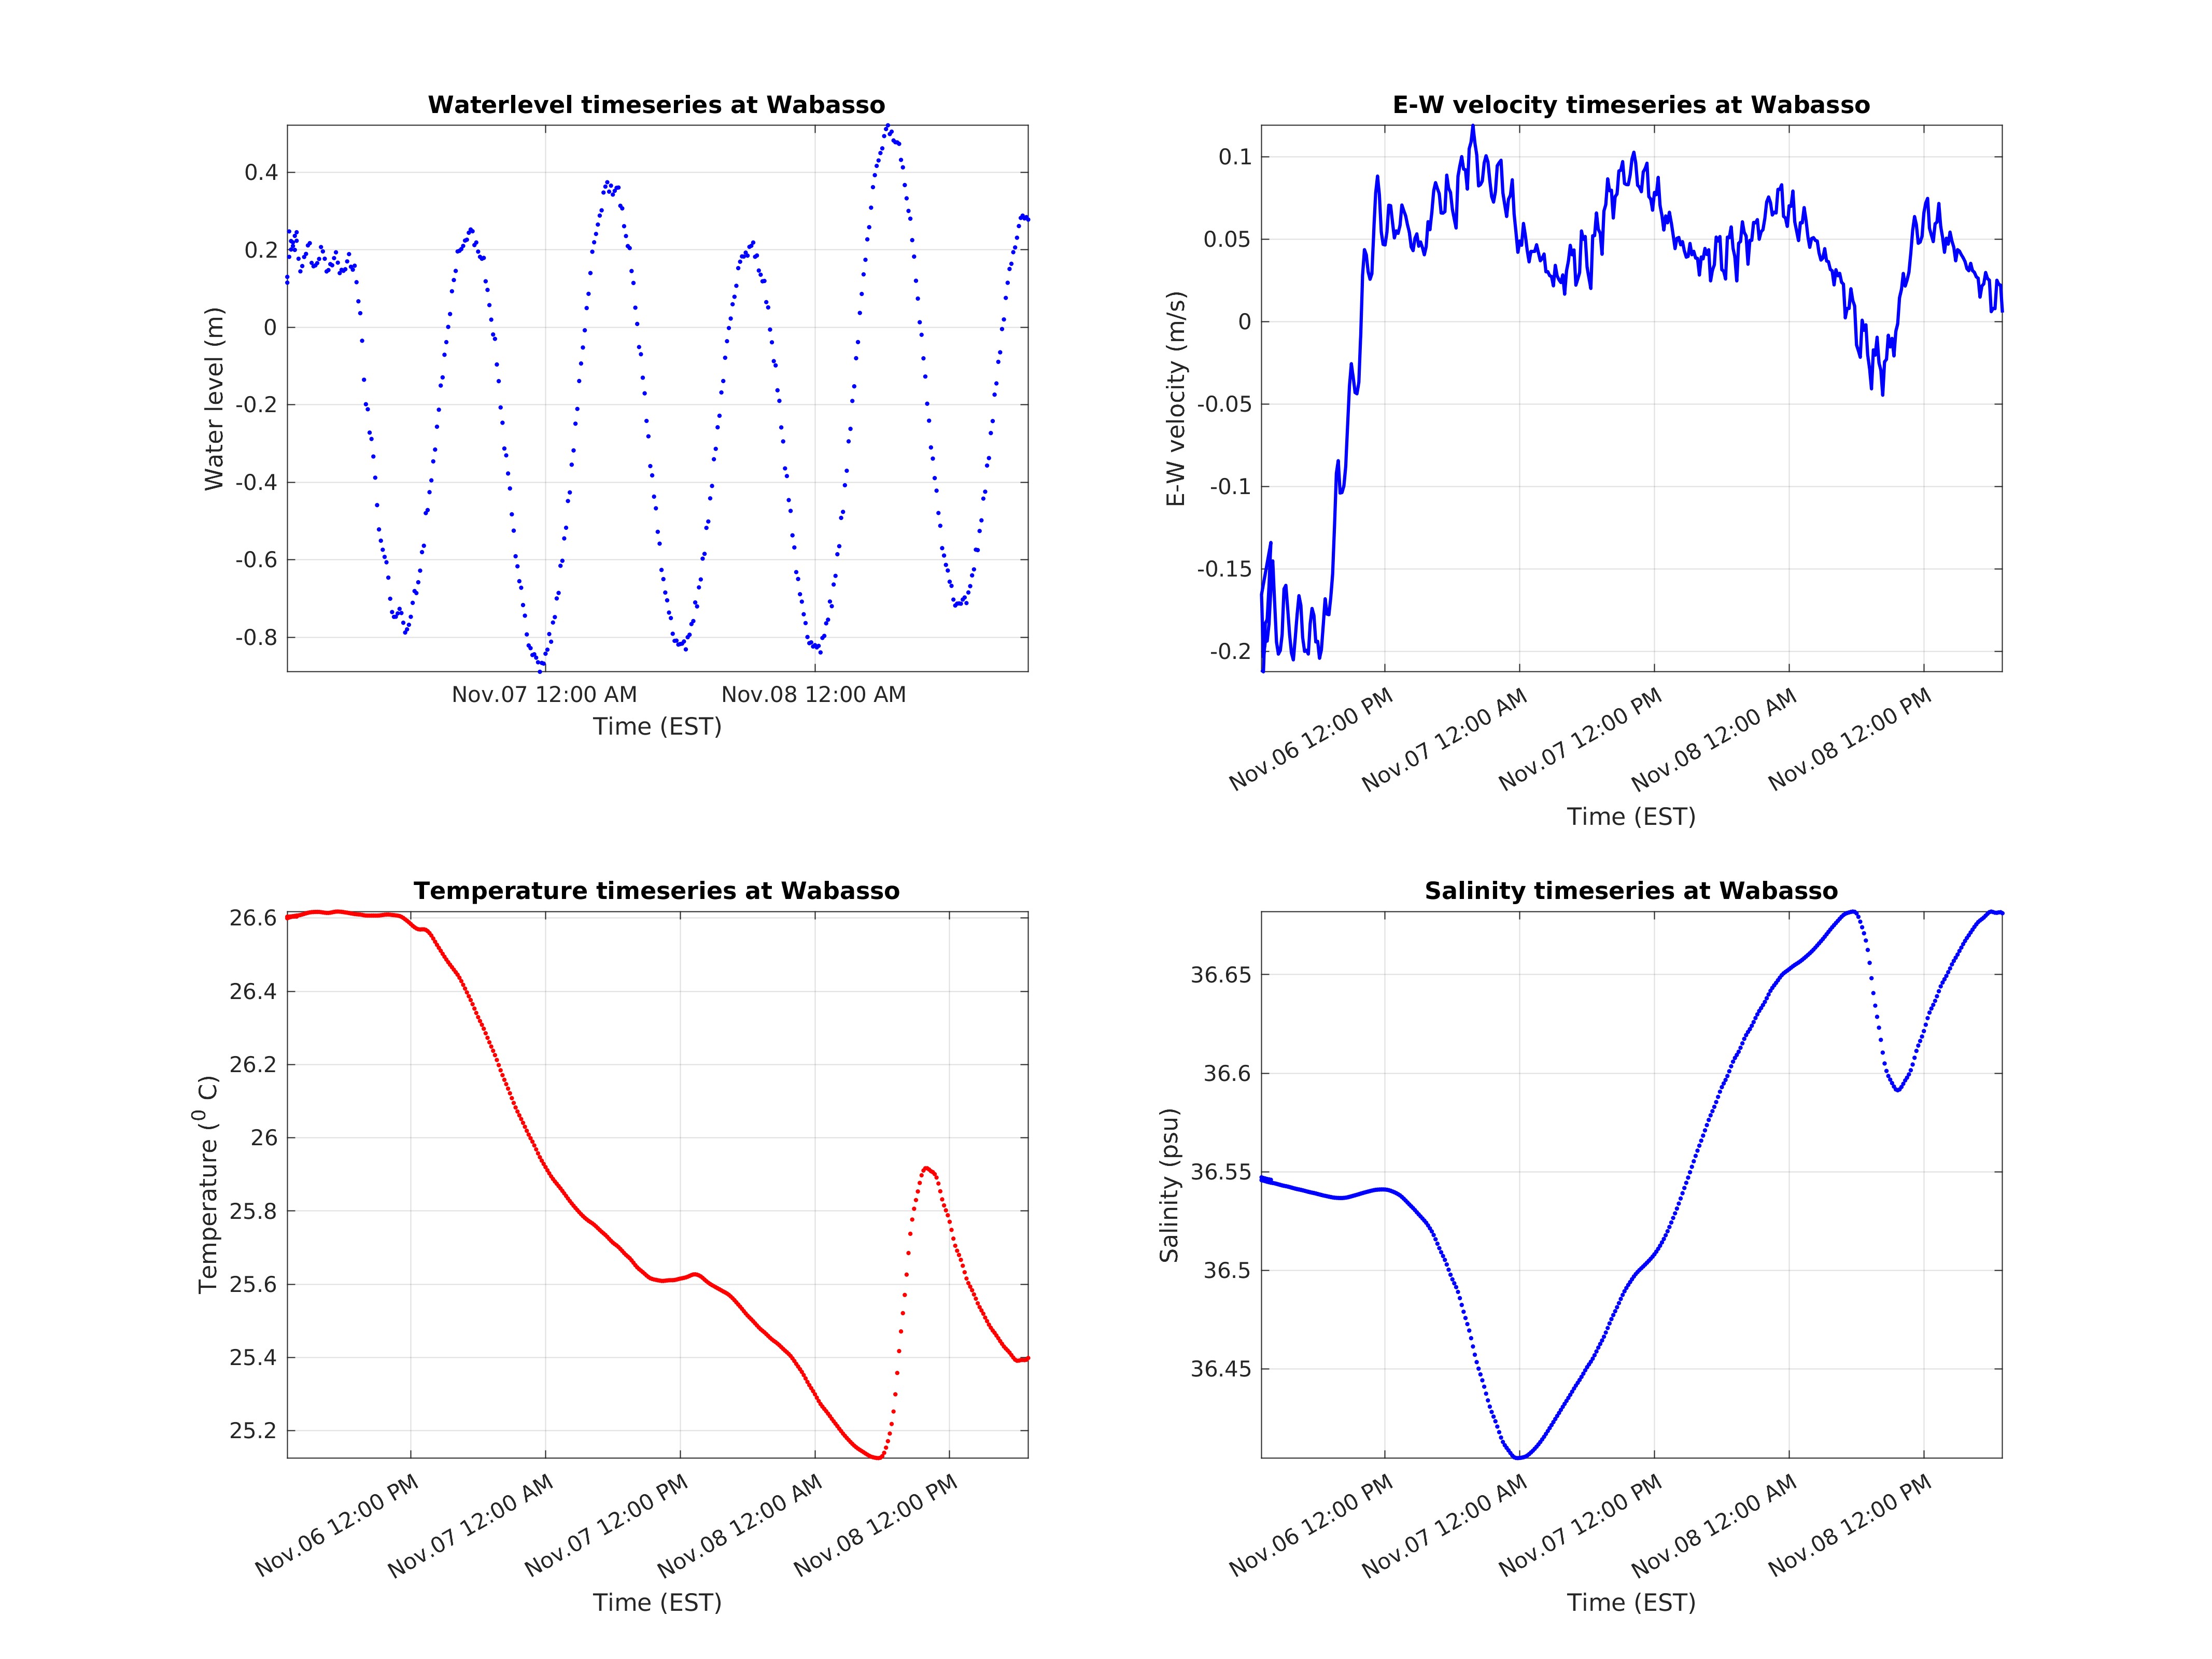 Waterlevel timeseries at Wabasso
0.4
0.2
0
-0.2
-0.4
-0.6
-0.8
Water level (m)
Nov.07 12:00 AM
Nov.08 12:00 AM
Time (EST)
E-W velocity timeseries at Wabasso
0.1
0.05
0
-0.05
-0.1
-0.15
-0.2
E-W velocity (m/s)
Nov.06 12:00 PM
Nov.07 12:00 AM
Nov.07 12:00 PM
Nov.08 12:00 AM
Nov.08 12:00 PM
Time (EST)
Temperature timeseries at Wabasso
26.6
26.4
26.2
26
25.8
25.6
25.4
25.2
Temperature (⁰ C)
Nov.06 12:00 PM
Nov.07 12:00 AM
Nov.07 12:00 PM
Nov.08 12:00 AM
Nov.08 12:00 PM
Time (EST)
Salinity timeseries at Wabasso
36.65
36.6
36.55
36.5
36.45
Salinity (psu)
Nov.06 12:00 PM
Nov.07 12:00 AM
Nov.07 12:00 PM
Nov.08 12:00 AM
Nov.08 12:00 PM
Time (EST)